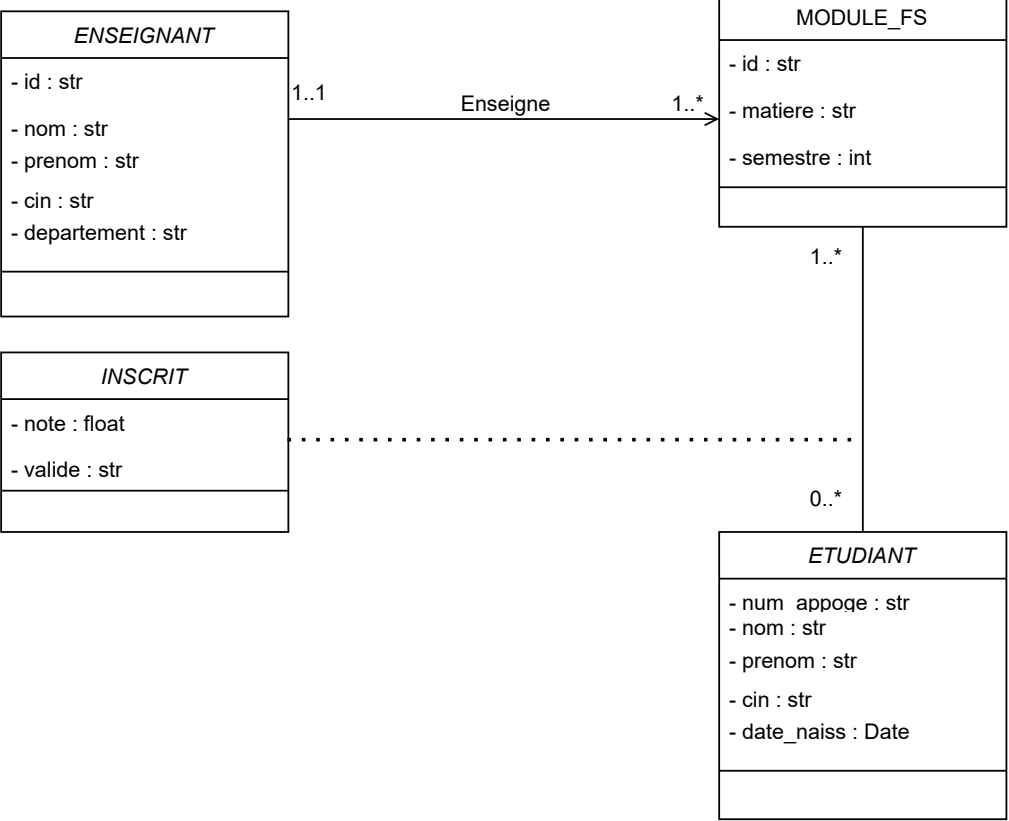 ENSEIGNANT
- id : str
- nom : str
- prenom : str
- cin : str
- departement : str
1..1
Enseigne
1..*
MODULE_FS
- id : str
- matiere : str
- semestre : int
1..*
INSCRIT
- note : float
- valide : str
0..*
ETUDIANT
- num_appoge : str
- nom : str
- prenom : str
- cin : str
- date_naiss : Date